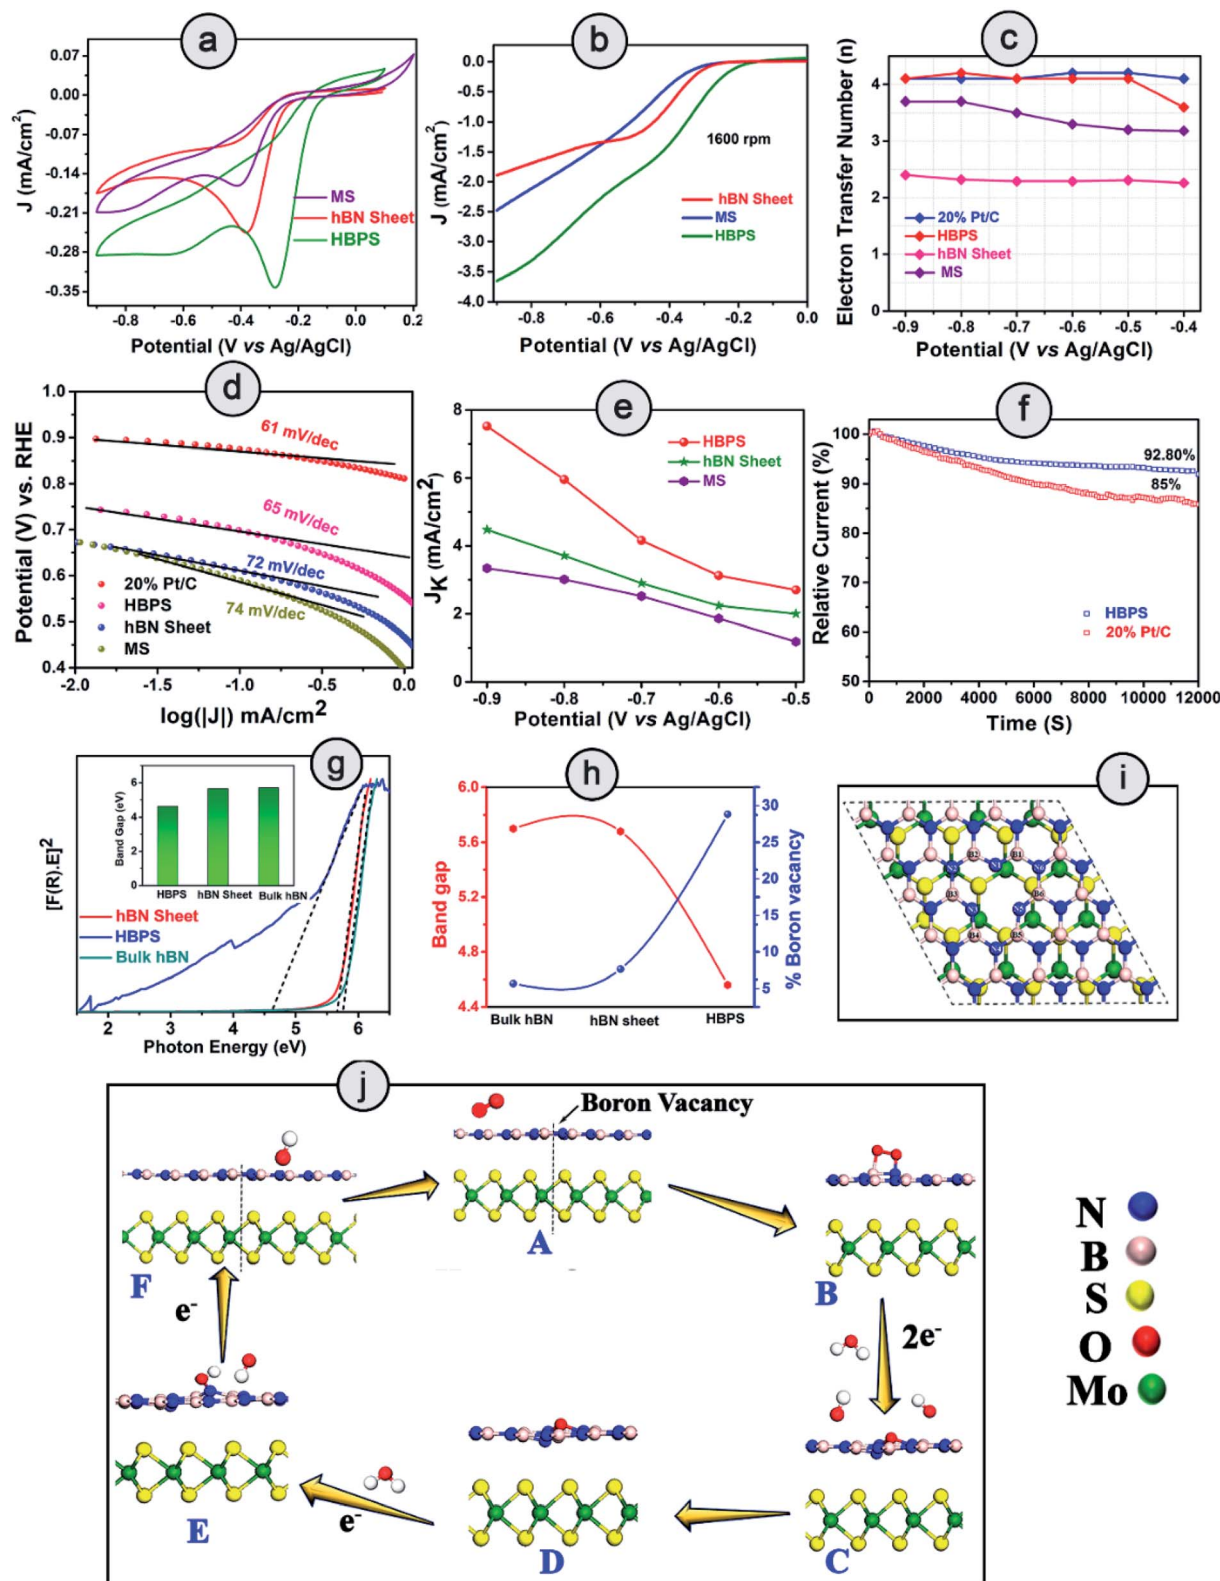 a
J (mA/cm²)
0.07
0.00
-0.07
-0.14
-0.21
-0.28
-0.35
MS
hBN Sheet
HBPS
-0.8 -0.6 -0.4 -0.2 0.0 0.2
Potential (V vs Ag/AgCl)
b
J (mA/cm²)
0.0
-0.5
-1.0
-1.5
-2.0
-2.5
-3.0
-3.5
-4.0
1600 rpm
hBN Sheet
MS
HBPS
-0.8 -0.6 -0.4 -0.2 0.0
Potential (V vs Ag/AgCl)
c
Electron Transfer Number (n)
4
3
2
1
0
20% Pt/C
HBPS
hBN Sheet
MS
-0.9 -0.8 -0.7 -0.6 -0.5 -0.4
Potential (V vs Ag/AgCl)
d
Potential (V) vs. RHE
1.0
0.9
0.8
0.7
0.6
0.5
0.4
61 mV/dec
65 mV/dec
72 mV/dec
74 mV/dec
20% Pt/C
HBPS
hBN Sheet
MS
-2.0 -1.5 -1.0 -0.5 0.0
log(|J|) mA/cm²
e
J_K (mA/cm²)
8
6
4
2
0
HBPS
hBN Sheet
MS
-0.9 -0.8 -0.7 -0.6 -0.5
Potential (V vs Ag/AgCl)
f
Relative Current (%)
100
90
80
70
60
50
92.80%
85%
HBPS
20% Pt/C
0 2000 4000 6000 8000 10000 12000
Time (S)
g
[F(R).E]²
Band Gap (eV)
6
4
2
0
HBPS hBN Sheet Bulk hBN
hBN Sheet
HBPS
Bulk hBN
2 3 4 5 6
Photon Energy (eV)
h
Band gap
6.0
5.6
5.2
4.8
4.4
% Boron vacancy
30
25
20
15
10
5
Bulk hBN hBN sheet HBPS
i
B2 B1
B3 B6
B4 B5
j
Boron Vacancy
A
B
2e⁻
C
D
e⁻
E
e⁻
F
N
B
S
O
Mo